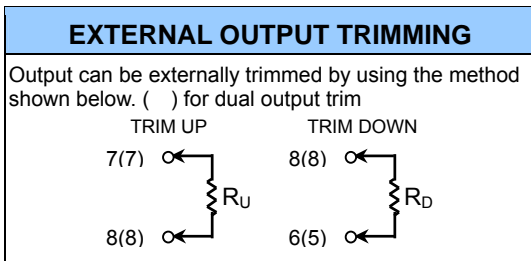 EXTERNAL OUTPUT TRIMMING
Output can be externally trimmed by using the method
shown below. ( ) for dual output trim
TRIM UP TRIM DOWN
7(7) 8(8)
RU RD
8(8) 6(5)